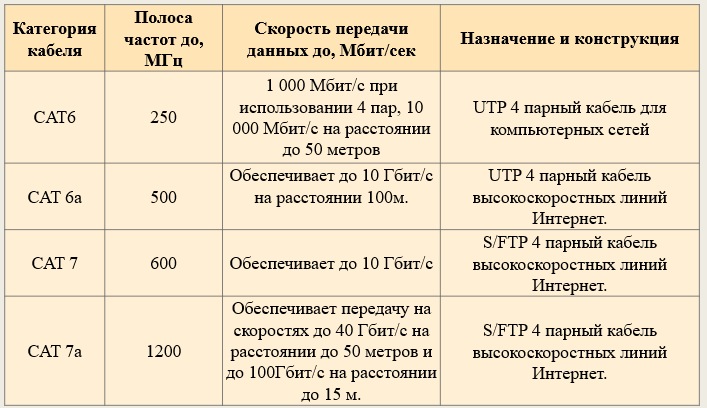 Категория
кабеля
Полоса
частот до,
МГц
Скорость передачи
данных до, Мбит/сек
Назначение и конструкция
CAT6
250
1 000 Мбит/с при
использовании 4 пар, 10
000 Мбит/с на расстоянии
до 50 метров
UTP 4 парный кабель для
компьютерных сетей
CAT 6a
500
Обеспечивает до 10 Гбит/с
на расстоянии 100м.
UTP 4 парный кабель
высокоскоростных линий
Интернет.
CAT 7
600
Обеспечивает до 10 Гбит/с
S/FTP 4 парный кабель
высокоскоростных линий
Интернет.
CAT 7a
1200
Обеспечивает передачу на
скоростях до 40 Гбит/с на
расстоянии до 50 метров и
до 100Гбит/с на расстоянии
до 15 м.
S/FTP 4 парный кабель
высокоскоростных линий
Интернет.